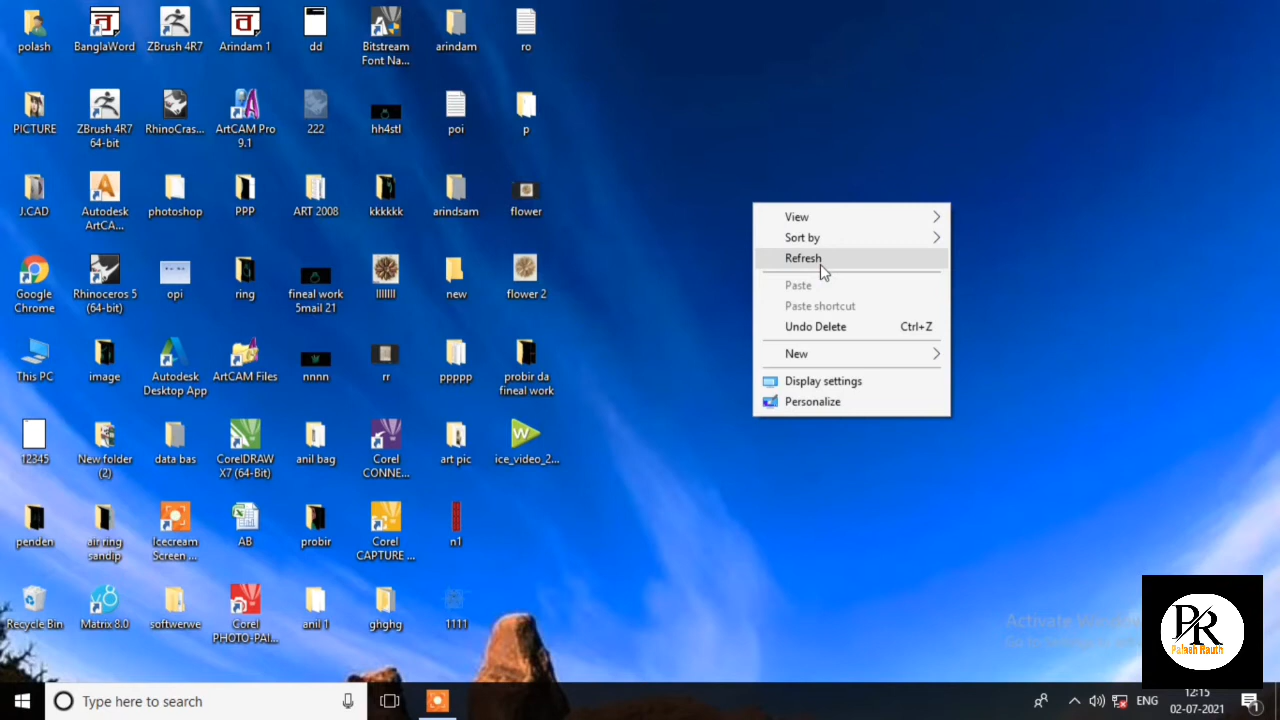 polash
BanglaWord
ZBrush 4R7
Arindam 1
dd
Bitstream
Font Na...
arindam
ro
PICTURE
ZBrush 4R7
64-bit
RhinoCras...
ArtCAM Pro
9.1
222
hh4stl
poi
p
J.CAD
Autodesk
ArtCA...
photoshop
PPP
ART 2008
kkkkkk
arindsam
flower
Google
Chrome
Rhinoceros 5
(64-bit)
opi
ring
fineal work
5mail 21
lllllll
new
flower 2
This PC
image
Autodesk
Desktop App
ArtCAM Files
nnnn
rr
ppppp
probir da
fineal work
12345
New folder
(2)
data bas
CorelDRAW
X7 (64-Bit)
anil bag
Corel
CONNE...
art pic
ice_video_2...
penden
air ring
sandip
Icecream
Screen ...
AB
probir
Corel
CAPTURE ...
n1
Recycle Bin
Matrix 8.0
softwerwe
Corel
PHOTO-PAI...
anil 1
ghghg
1111
View
Sort by
Refresh
Paste
Paste shortcut
Undo Delete Ctrl+Z
New
Display settings
Personalize
Activate
PR
Palash Rauth
Type here to search
ENG
12:15
02-07-2021
1